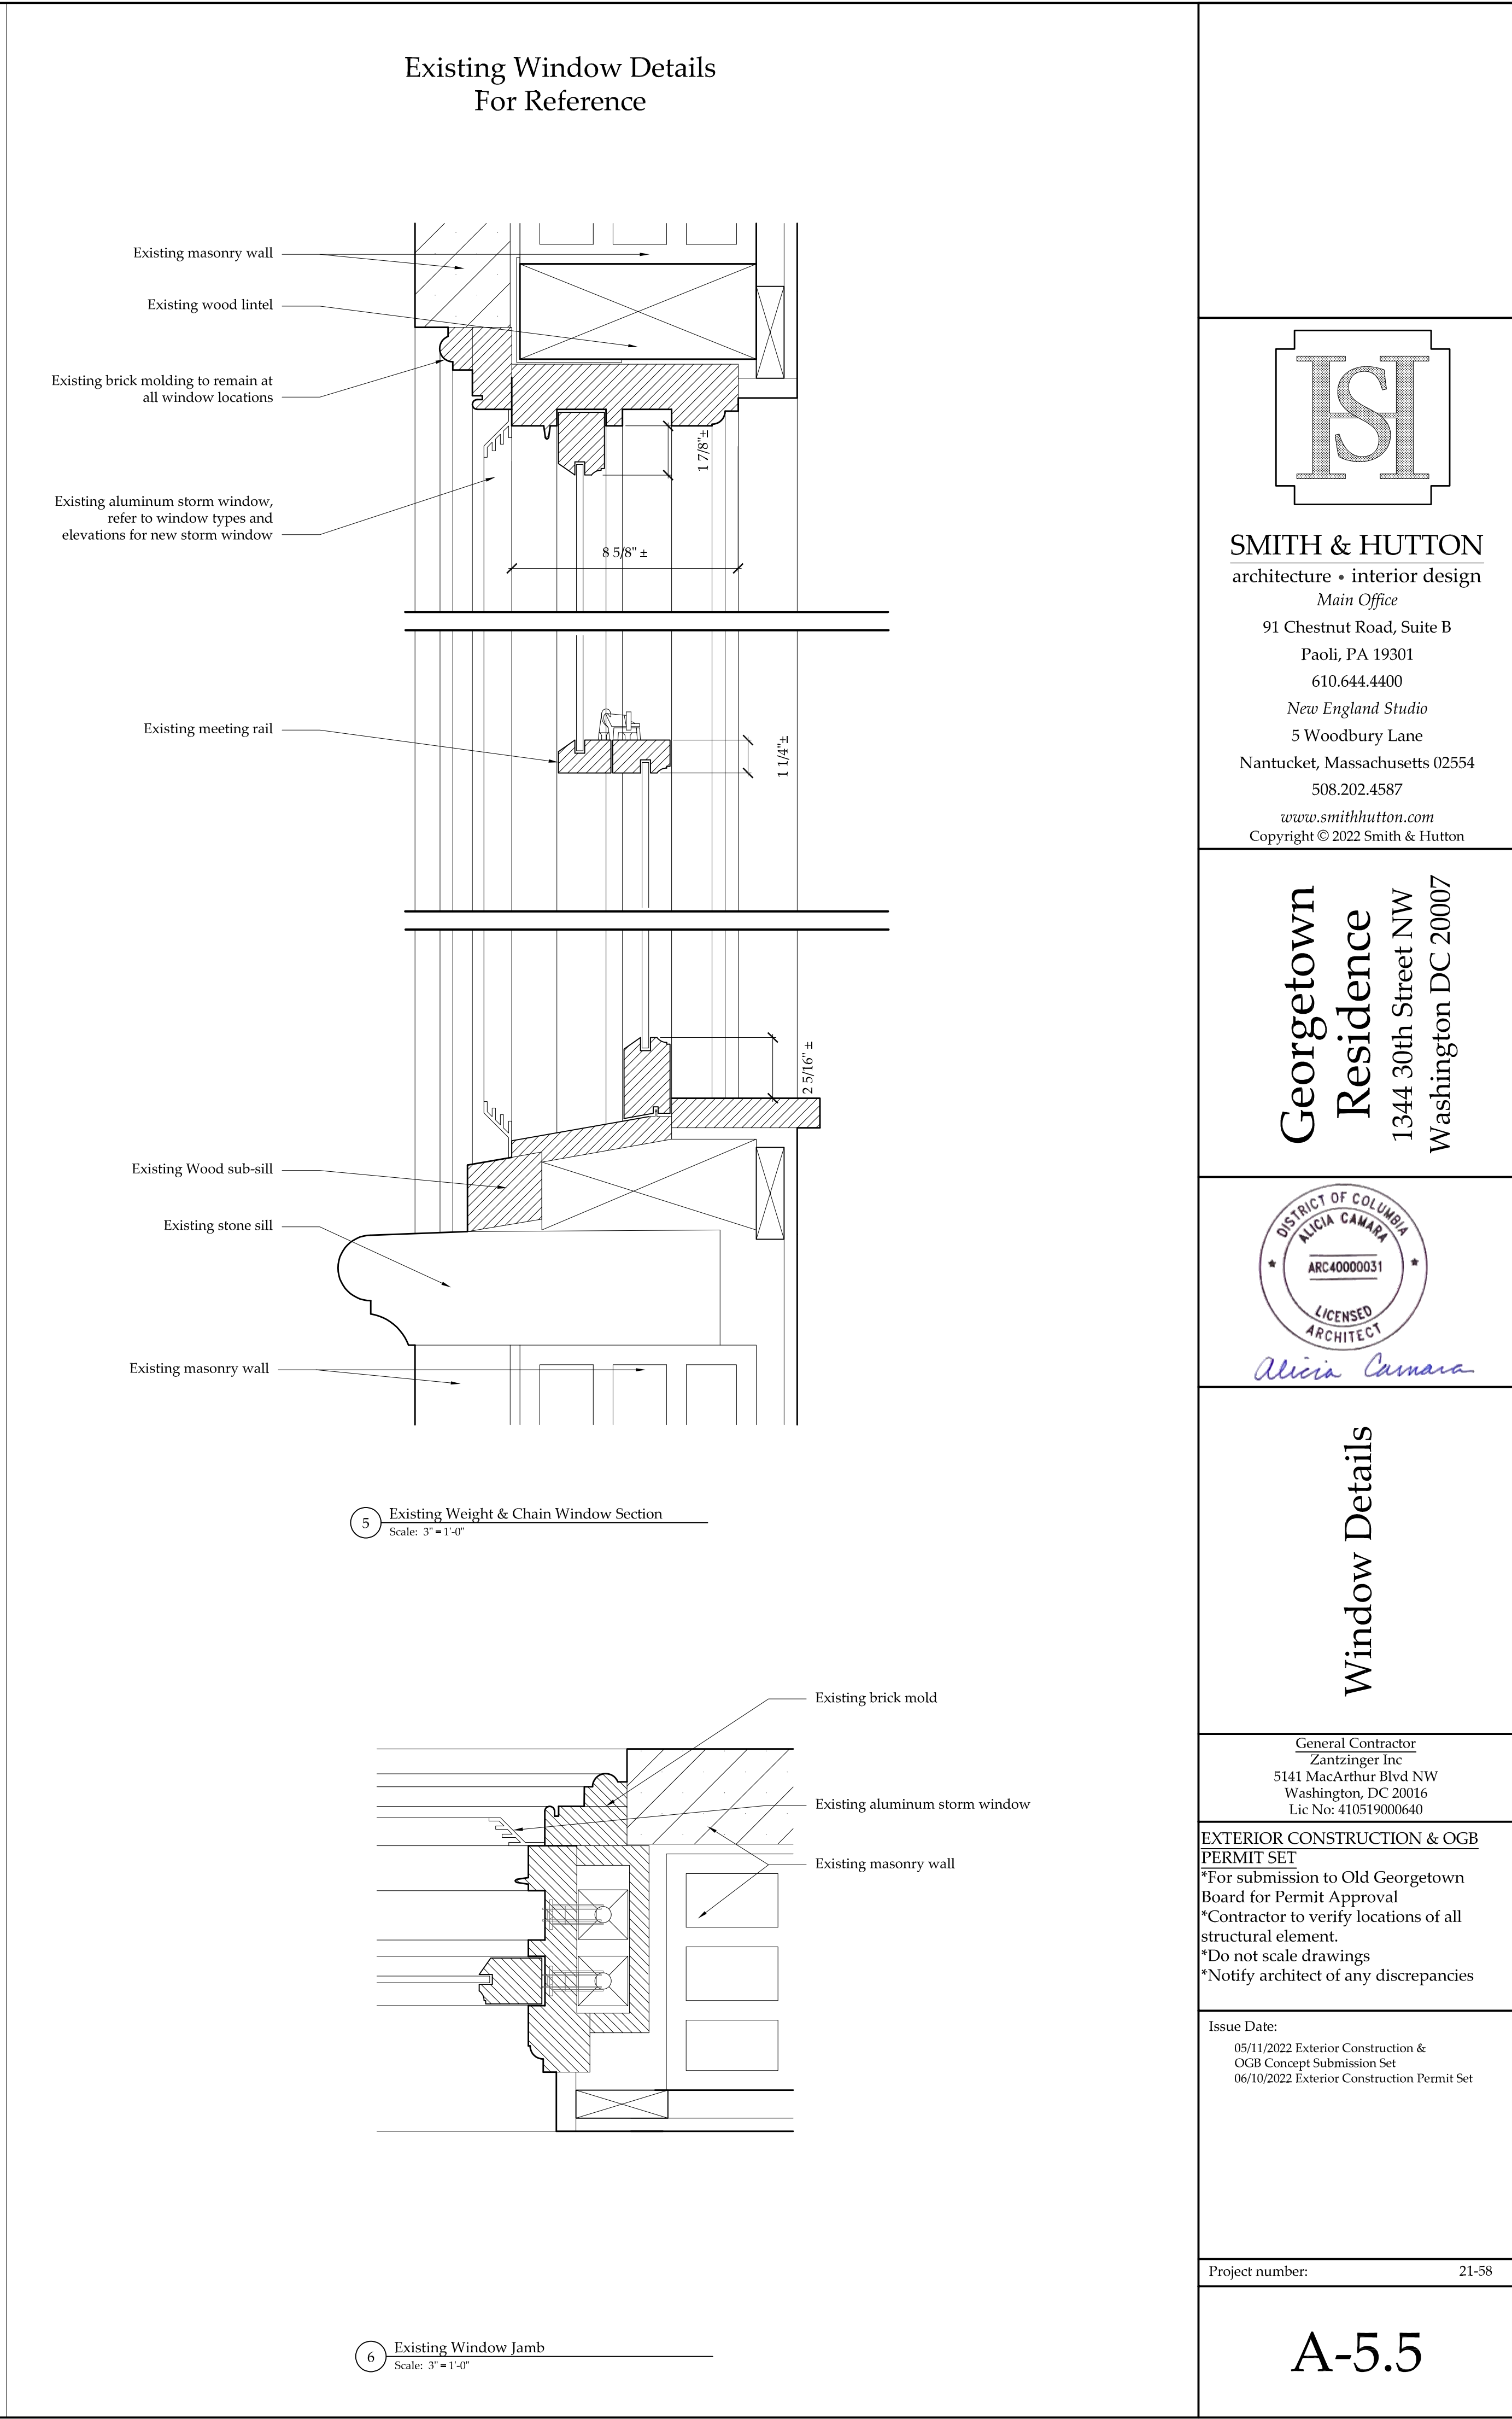 Existing Window Details
For Reference
Existing masonry wall
Existing wood lintel
Existing brick molding to remain at
all window locations
Existing aluminum storm window,
refer to window types and
elevations for new storm window
1 7/8"±
8 5/8" ±
Existing meeting rail
1 1/4"±
2 5/16" ±
Existing Wood sub-sill
Existing stone sill
Existing masonry wall
5
Existing Weight & Chain Window Section
Scale: 3" = 1'-0"
Existing brick mold
Existing aluminum storm window
Existing masonry wall
6
Existing Window Jamb
Scale: 3" = 1'-0"
HSH
SMITH & HUTTON
architecture • interior design
Main Office
91 Chestnut Road, Suite B
Paoli, PA 19301
610.644.4400
New England Studio
5 Woodbury Lane
Nantucket, Massachusetts 02554
508.202.4587
www.smithhutton.com
Copyright © 2022 Smith & Hutton
Georgetown
Residence
1344 30th Street NW
Washington DC 20007
DISTRICT OF COLUMBIA
ALICIA CAMARA
* ARC40000031 *
LICENSED
ARCHITECT
Alicia Camara
Window Details
General Contractor
Zantzinger Inc
5141 MacArthur Blvd NW
Washington, DC 20016
Lic No: 410519000640
EXTERIOR CONSTRUCTION & OGB
PERMIT SET
*For submission to Old Georgetown
Board for Permit Approval
*Contractor to verify locations of all
structural element.
*Do not scale drawings
*Notify architect of any discrepancies
Issue Date:
05/11/2022 Exterior Construction &
OGB Concept Submission Set
06/10/2022 Exterior Construction Permit Set
Project number: 21-58
A-5.5